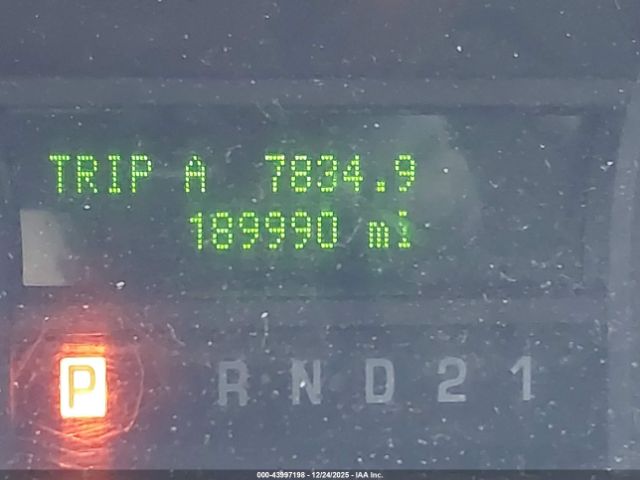 TRIP A 7834.9
189990 mi
P R N D 2 1
000-43997198 - 12/24/2025 - IAA Inc.